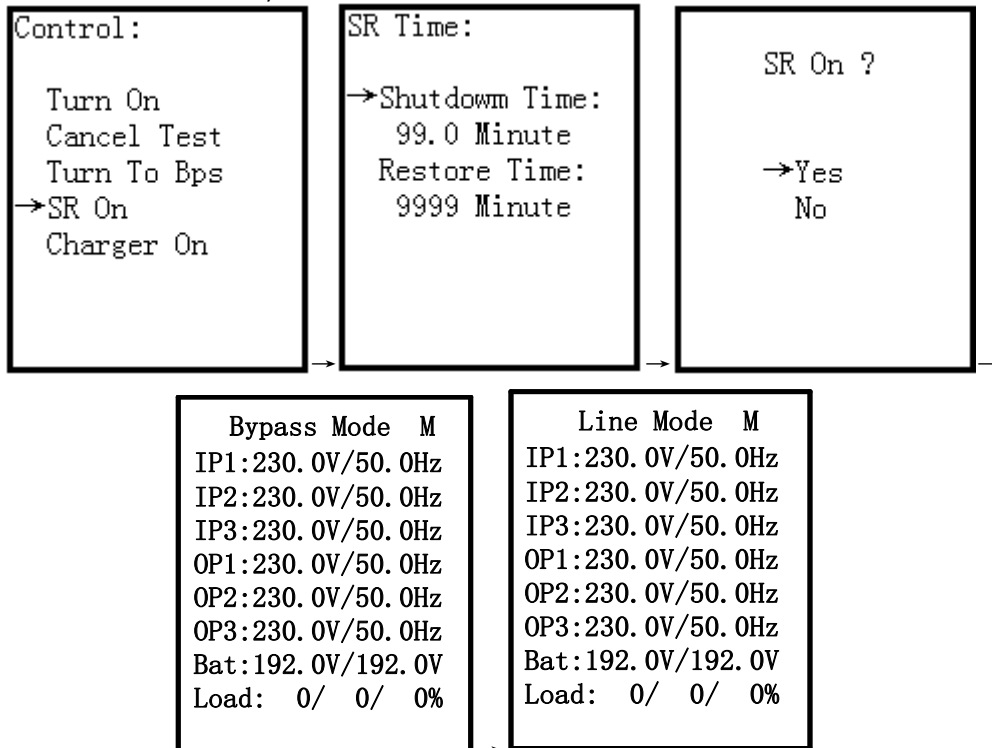 Control:
Turn On
Cancel Test
Turn To Bps
→SR On
Charger On
→
SR Time:
→Shutdowm Time:
99.0 Minute
Restore Time:
9999 Minute
→
SR On ?
→Yes
No
Bypass Mode M
IP1:230.0V/50.0Hz
IP2:230.0V/50.0Hz
IP3:230.0V/50.0Hz
OP1:230.0V/50.0Hz
OP2:230.0V/50.0Hz
OP3:230.0V/50.0Hz
Bat:192.0V/192.0V
Load: 0/ 0/ 0%
Line Mode M
IP1:230.0V/50.0Hz
IP2:230.0V/50.0Hz
IP3:230.0V/50.0Hz
OP1:230.0V/50.0Hz
OP2:230.0V/50.0Hz
OP3:230.0V/50.0Hz
Bat:192.0V/192.0V
Load: 0/ 0/ 0%